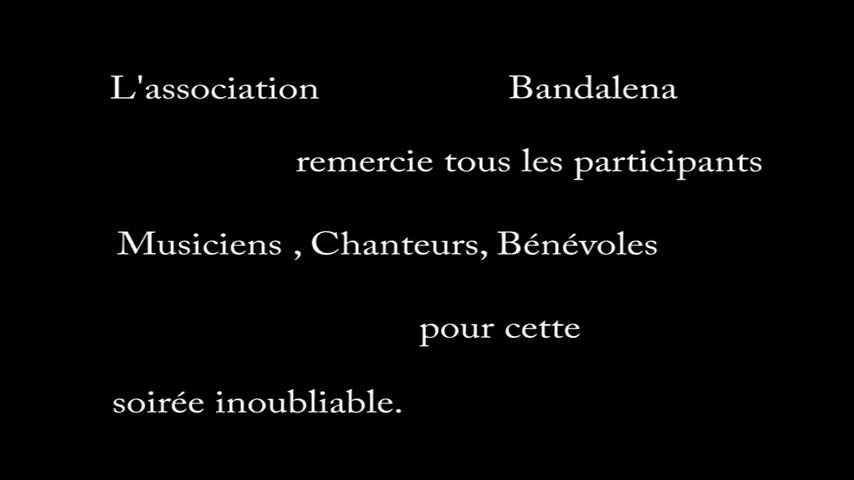 L'association Bandalena
remercie tous les participants
Musiciens , Chanteurs, Bénévoles
pour cette
soirée inoubliable.